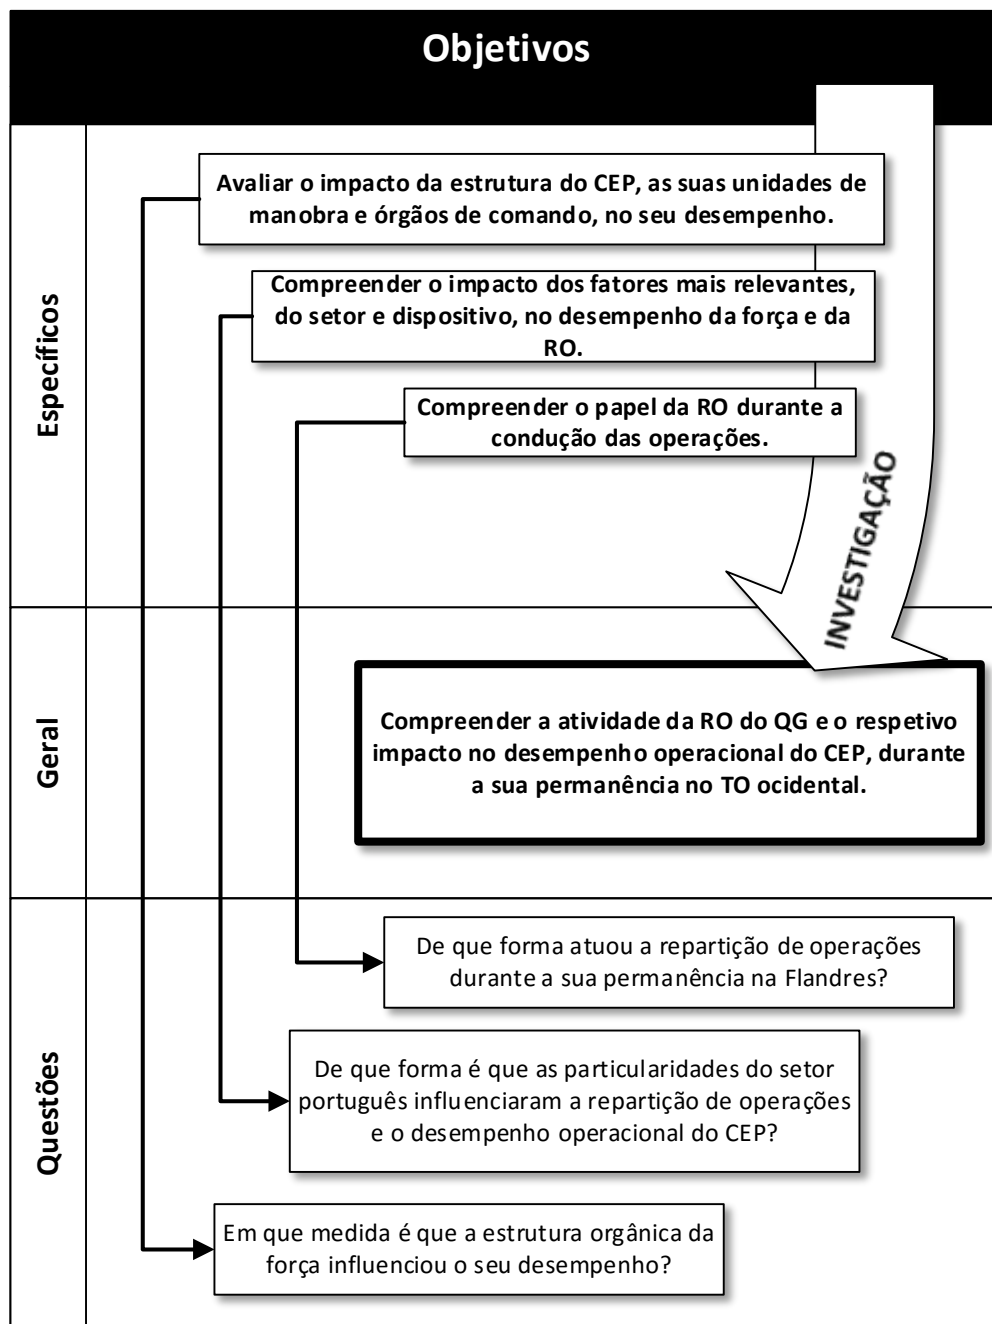 Objetivos
Específicos
Avaliar o impacto da estrutura do CEP, as suas unidades de
manobra e órgãos de comando, no seu desempenho.
Compreender o impacto dos fatores mais relevantes,
do setor e dispositivo, no desempenho da força e da
RO.
Compreender o papel da RO durante a
condução das operações.
INVESTIGAÇÃO
Geral
Compreender a atividade da RO do QG e o respetivo
impacto no desempenho operacional do CEP, durante
a sua permanência no TO ocidental.
Questões
De que forma atuou a repartição de operações
durante a sua permanência na Flandres?
De que forma é que as particularidades do setor
português influenciaram a repartição de operações
e o desempenho operacional do CEP?
Em que medida é que a estrutura orgânica da
força influenciou o seu desempenho?